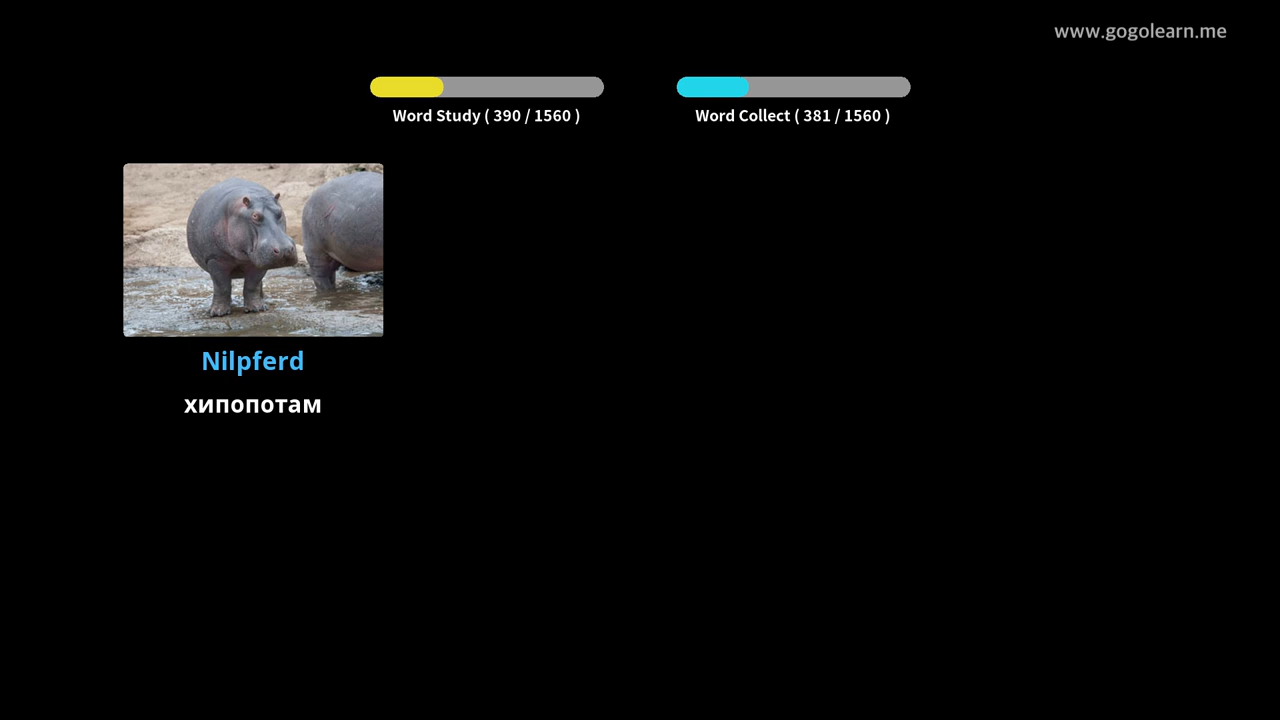 www.gogolearn.me
Word Study ( 390 / 1560 )
Word Collect ( 381 / 1560 )
Nilpferd
хипопотам